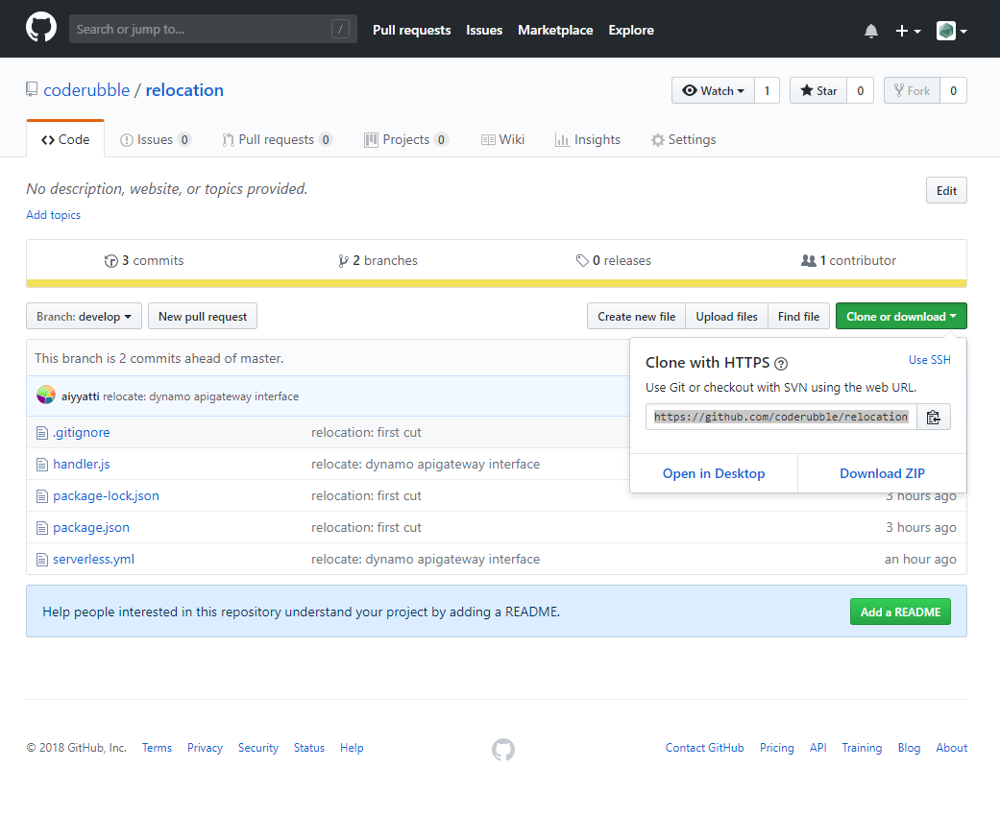 Search or jump to... / Pull requests Issues Marketplace Explore
coderubble / relocation Watch 1 Star 0 Fork 0
Code Issues 0 Pull requests 0 Projects 0 Wiki Insights Settings
No description, website, or topics provided. Edit
Add topics
3 commits 2 branches 0 releases 1 contributor
Branch: develop New pull request Create new file Upload files Find file Clone or download
This branch is 2 commits ahead of master.
Clone with HTTPS ? Use SSH
Use Git or checkout with SVN using the web URL.
https://github.com/coderubble/relocation
Open in Desktop Download ZIP
aiyyatti relocate: dynamo apigateway interface
.gitignore relocation: first cut
handler.js relocate: dynamo apigateway interface
package-lock.json relocation: first cut 3 hours ago
package.json relocation: first cut 3 hours ago
serverless.yml relocate: dynamo apigateway interface an hour ago
Help people interested in this repository understand your project by adding a README. Add a README
© 2018 GitHub, Inc. Terms Privacy Security Status Help Contact GitHub Pricing API Training Blog About